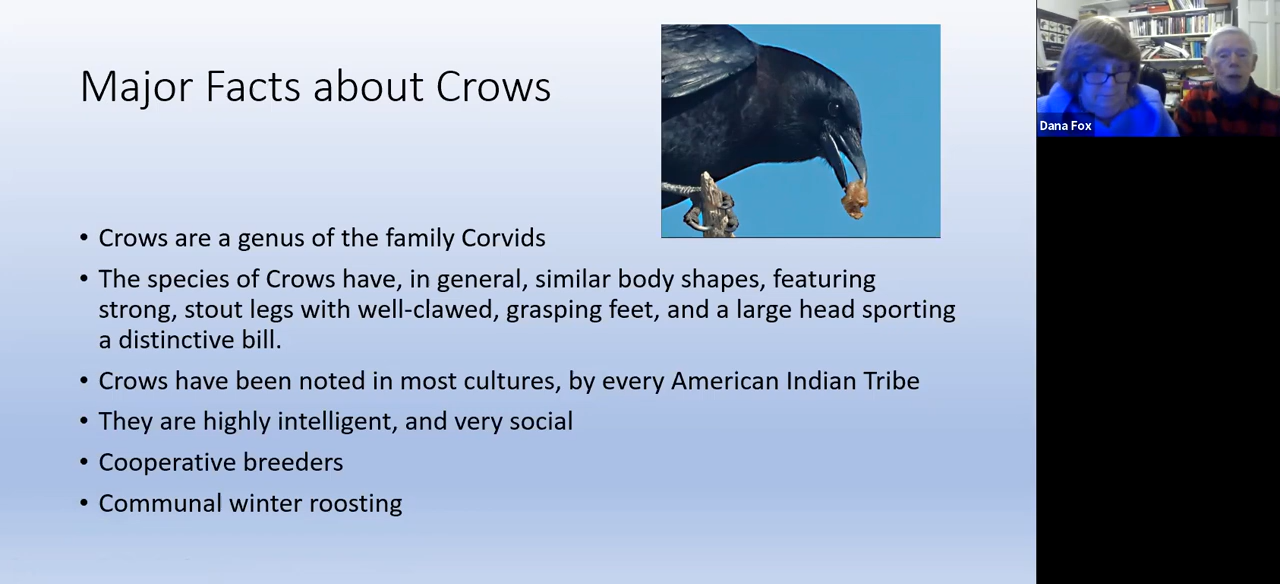 Major Facts about Crows
Dana Fox
• Crows are a genus of the family Corvids
• The species of Crows have, in general, similar body shapes, featuring
strong, stout legs with well-clawed, grasping feet, and a large head sporting
a distinctive bill.
• Crows have been noted in most cultures, by every American Indian Tribe
• They are highly intelligent, and very social
• Cooperative breeders
• Communal winter roosting